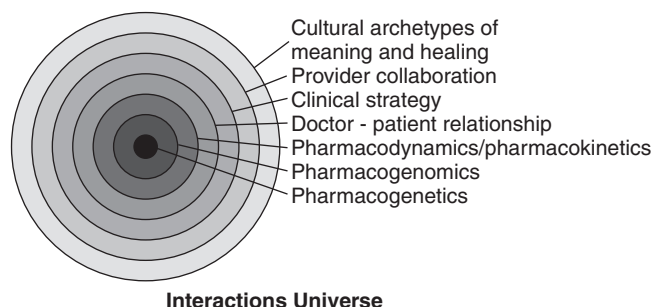 Cultural archetypes of
meaning and healing
Provider collaboration
Clinical strategy
Doctor - patient relationship
Pharmacodynamics/pharmacokinetics
Pharmacogenomics
Pharmacogenetics
Interactions Universe